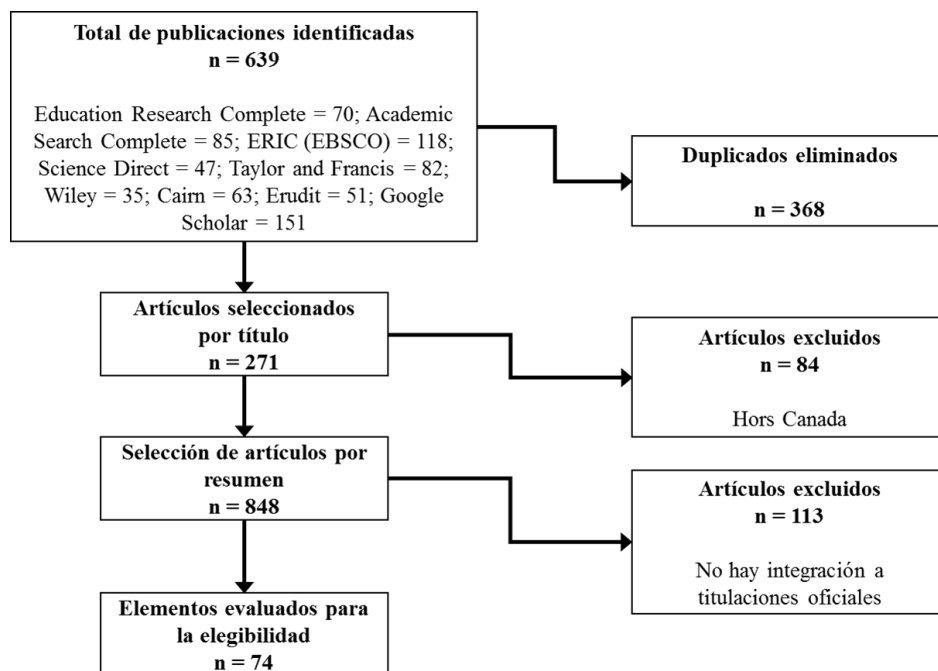 Total de publicaciones identificadas
n = 639
Education Research Complete = 70; Academic
Search Complete = 85; ERIC (EBSCO) = 118;
Science Direct = 47; Taylor and Francis = 82;
Wiley = 35; Cairn = 63; Erudit = 51; Google
Scholar = 151
Duplicados eliminados
n = 368
Artículos seleccionados
por título
n = 271
Artículos excluidos
n = 84
Hors Canada
Selección de artículos por
resumen
n = 848
Artículos excluidos
n = 113
No hay integración a
titulaciones oficiales
Elementos evaluados para
la elegibilidad
n = 74